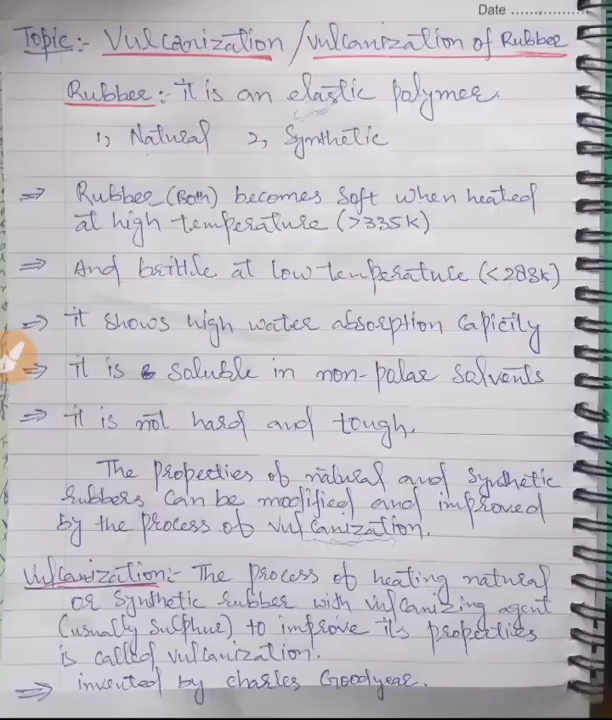 Date
Topic:- Vulcanization / Vulcanization of Rubber
Rubber:- it is an elastic polymer.
1, Natural 2, Synthetic
⇒ Rubber (Both) becomes soft when heated
at high temperature (>335K)
⇒ And brittle at low temperature (<283K)
⇒ it shows high water absorption capicity
⇒ it is soluble in non-polar solvents
⇒ it is not hard and tough.
The properties of natural and synthetic
rubbers can be modified and improved
by the process of vulcanization.
Vulcanization:- The process of heating natural
or synthetic rubber with vulcanizing agent
(usually sulphur) to improve its properties
is called vulcanization.
⇒ invented by Charles Goodyear.